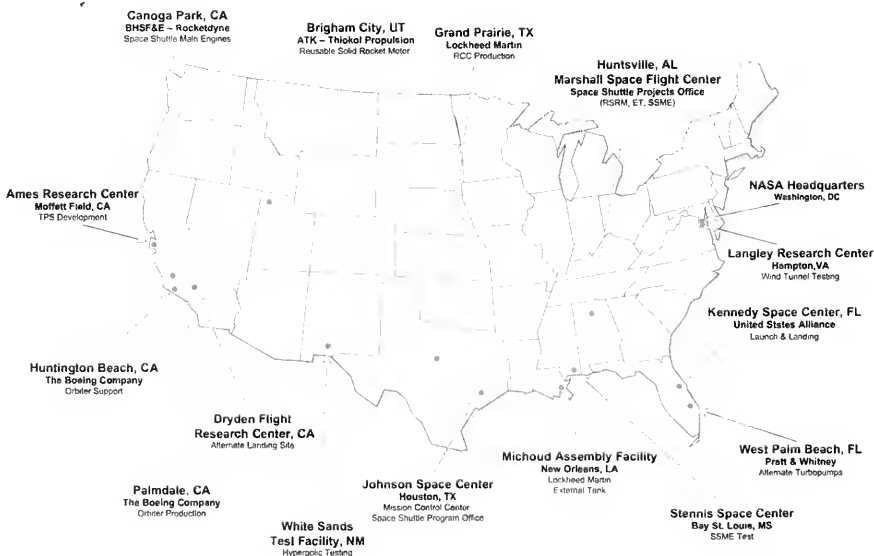 Canoga Park, CA
BHSF&E – Rocketdyne
Space Shuttle Main Engines
Brigham City, UT
ATK – Thiokol Propulsion
Reusable Solid Rocket Motor
Grand Prairie, TX
Lockheed Martin
RCC Production
Huntsville, AL
Marshall Space Flight Center
Space Shuttle Projects Office
(RSRM, ET, SSME)
Ames Research Center
Moffett Field, CA
TPS Development
NASA Headquarters
Washington, DC
Langley Research Center
Hampton, VA
Wind Tunnel Testing
Kennedy Space Center, FL
United States Alliance
Launch & Landing
Huntington Beach, CA
The Boeing Company
Orbiter Support
Dryden Flight
Research Center, CA
Alternate Landing Site
Palmdale, CA
The Boeing Company
Orbiter Production
White Sands
Test Facility, NM
Hypergolic Testing
Johnson Space Center
Houston, TX
Mission Control Center
Space Shuttle Program Office
Michoud Assembly Facility
New Orleans, LA
Lockheed Martin
External Tank
West Palm Beach, FL
Pratt & Whitney
Alternate Turbopumps
Stennis Space Center
Bay St. Louis, MS
SSME Test